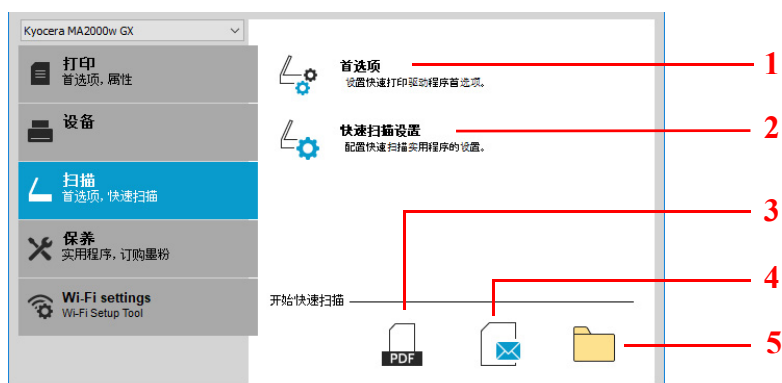 Kyocera MA2000w GX
打印
首选项, 属性
设备
扫描
首选项, 快速扫描
保养
实用程序, 订购墨粉
Wi-Fi settings
Wi-Fi Setup Tool
首选项
设置快速打印驱动程序首选项。
快速扫描设置
配置快速扫描实用程序的设置。
开始快速扫描
PDF
1
2
3
4
5